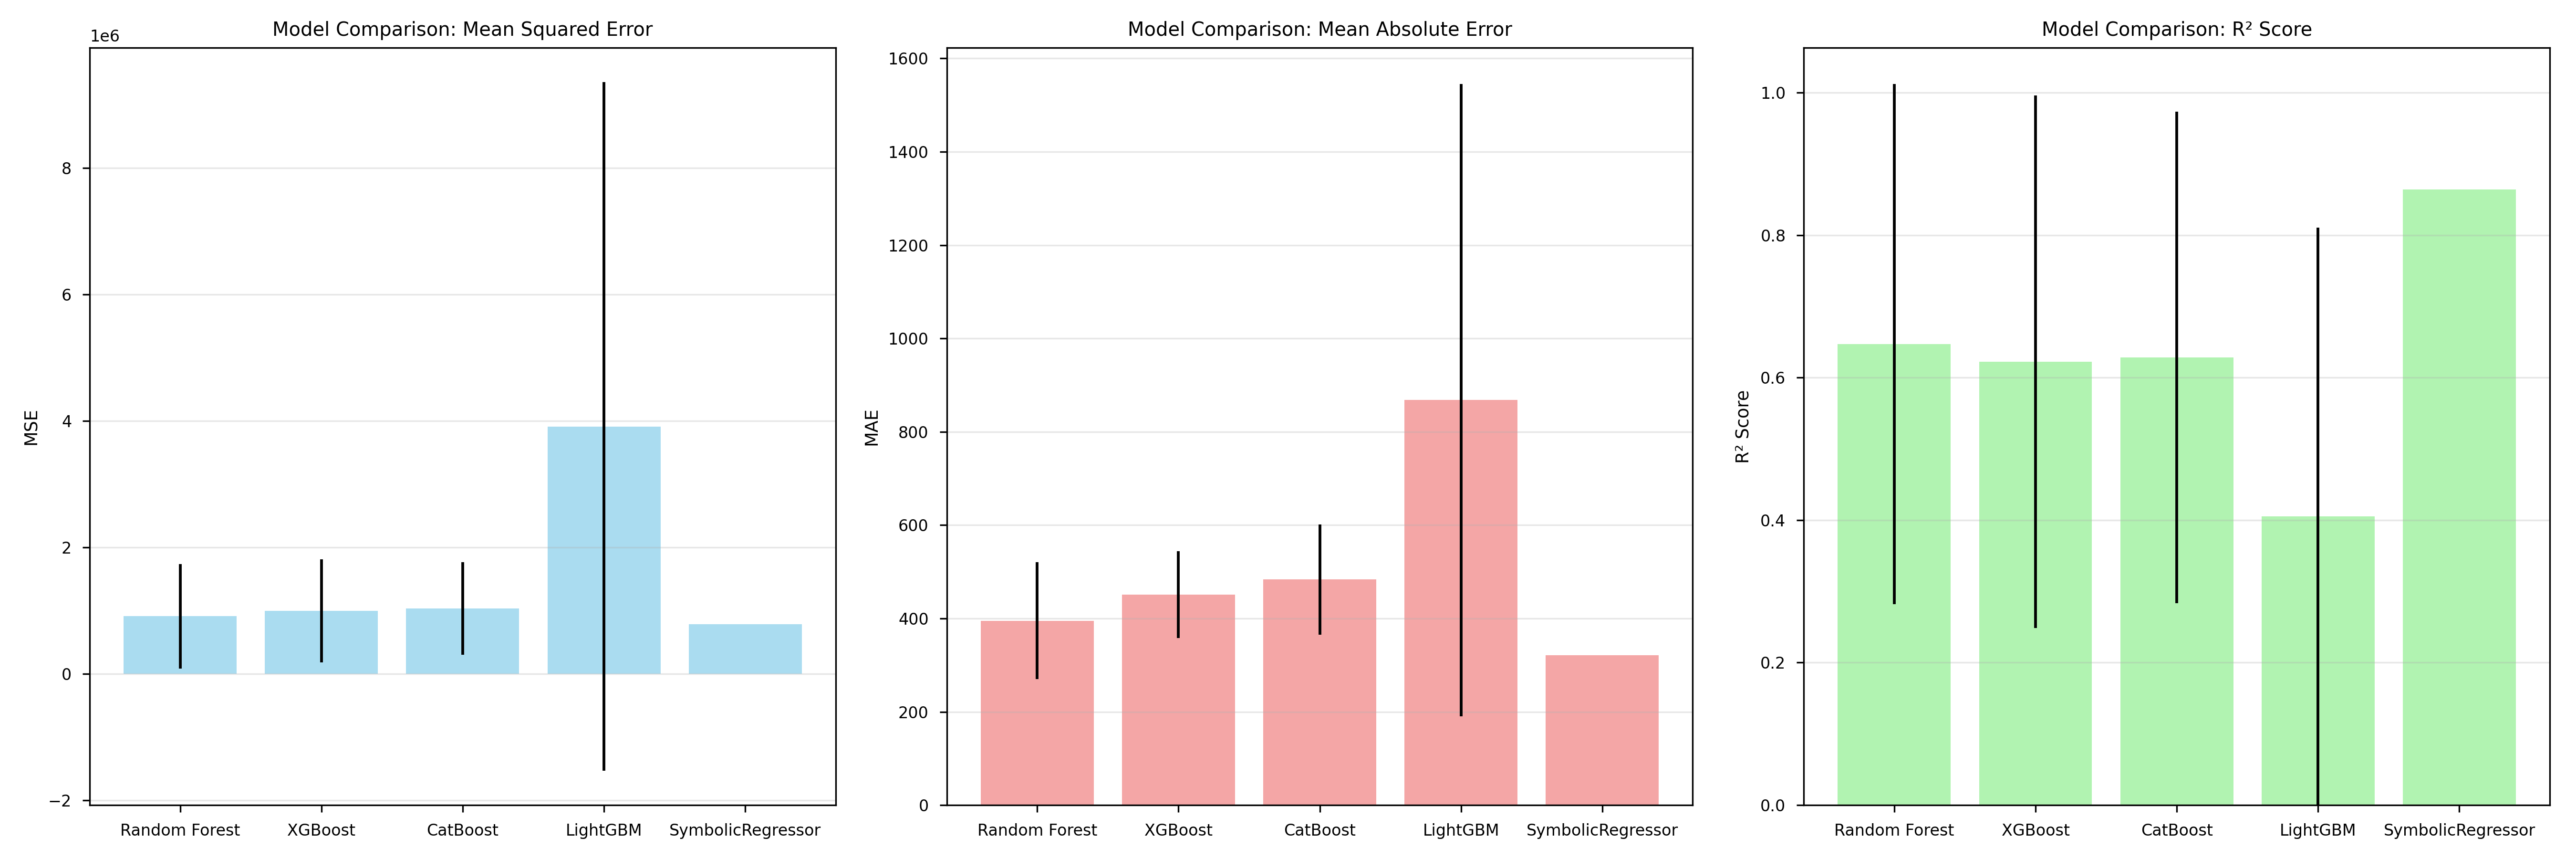 Model Comparison: Mean Squared Error
1e6
MSE
8
6
4
2
0
−2
Random Forest XGBoost CatBoost LightGBM SymbolicRegressor
Model Comparison: Mean Absolute Error
MAE
1600
1400
1200
1000
800
600
400
200
0
Random Forest XGBoost CatBoost LightGBM SymbolicRegressor
Model Comparison: R² Score
R² Score
1.0
0.8
0.6
0.4
0.2
0.0
Random Forest XGBoost CatBoost LightGBM SymbolicRegressor